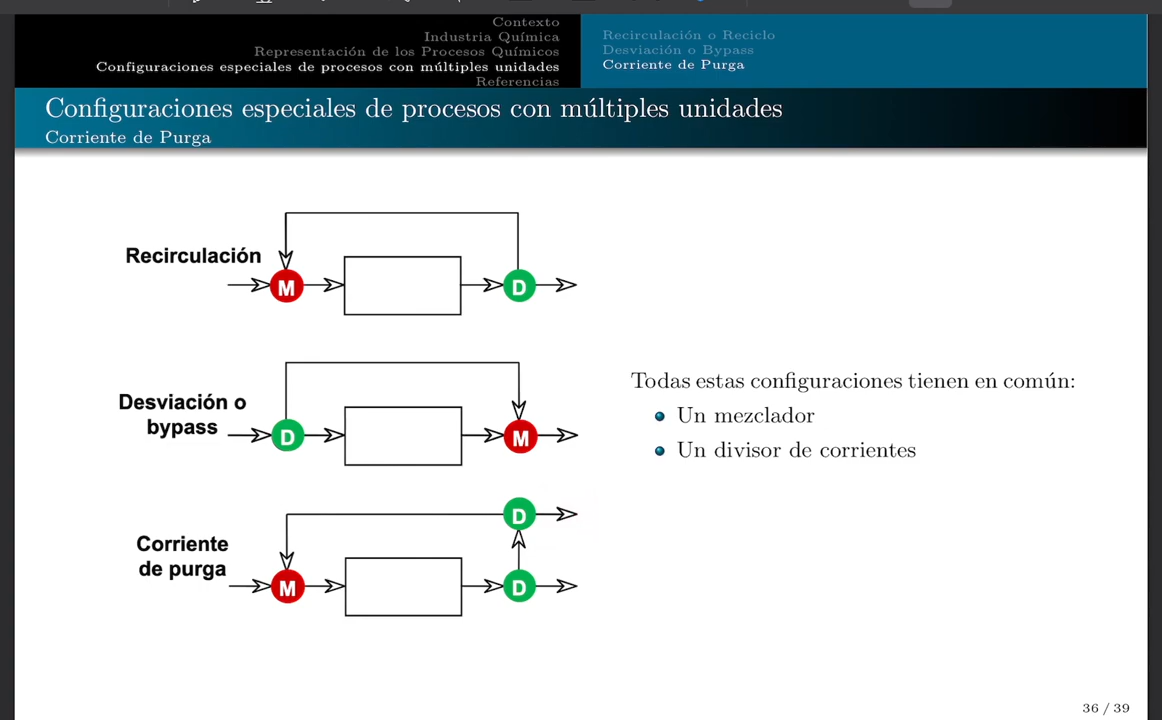 Contexto
Industria Química
Representación de los Procesos Químicos
Configuraciones especiales de procesos con múltiples unidades
Referencias
Recirculación o Reciclo
Desviación o Bypass
Corriente de Purga
Configuraciones especiales de procesos con múltiples unidades
Corriente de Purga
Recirculación
M
D
Desviación o
bypass
D
M
Todas estas configuraciones tienen en común:
Un mezclador
Un divisor de corrientes
D
Corriente
de purga
M
D
36 / 39